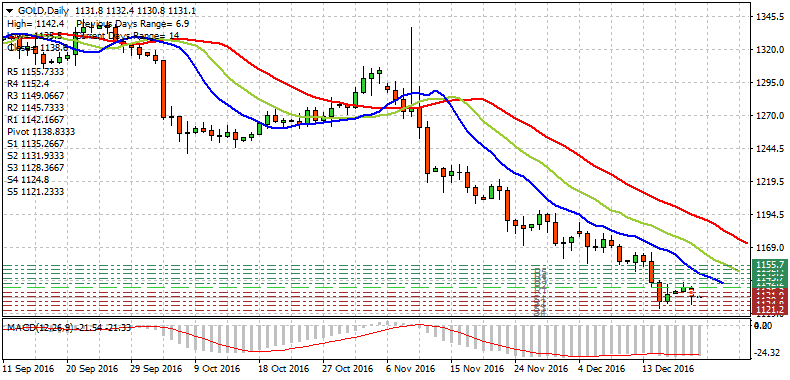 GOLD,Daily 1131.8 1132.4 1130.8 1131.1
High= 1142.4 Previous Days Range= 6.9
Current Days Range= 14
R5 1155.7333
R4 1152.4
R3 1149.0667
R2 1145.7333
R1 1142.1667
Pivot 1138.8333
S1 1135.2667
S2 1131.9333
S3 1128.3667
S4 1124.8
S5 1121.2333
1345.5
1320.0
1295.0
1270.0
1244.5
1219.5
1194.5
1169.0
1155.7
1121.2
MACD(12,26,9) -21.54 -21.33
-24.32
11 Sep 2016 20 Sep 2016 29 Sep 2016 9 Oct 2016 18 Oct 2016 27 Oct 2016 6 Nov 2016 15 Nov 2016 24 Nov 2016 4 Dec 2016 13 Dec 2016